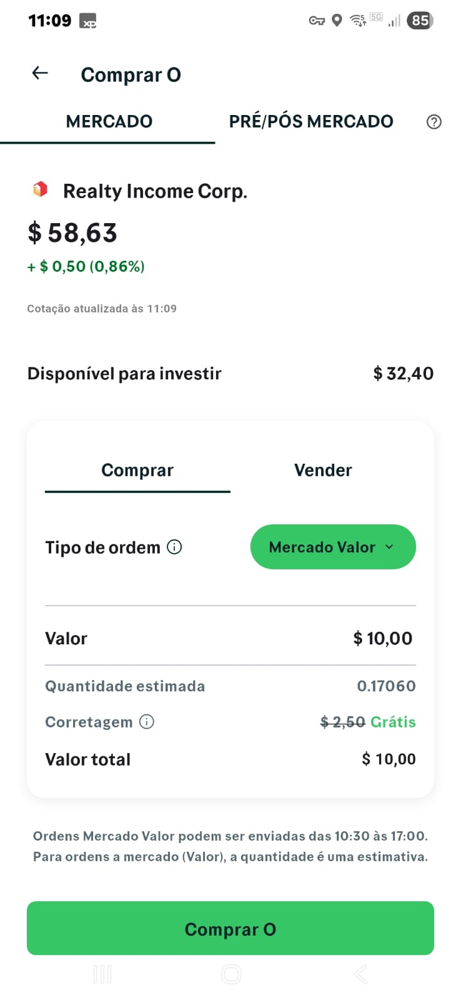 11:09 XP 5 5G 85
Comprar O
MERCADO PRÉ/PÓS MERCADO ?
Realty Income Corp.
$ 58,63
+ $ 0,50 (0,86%)
Cotação atualizada às 11:09
Disponível para investir $ 32,40
Comprar Vender
Tipo de ordem i Mercado Valor
Valor $ 10,00
Quantidade estimada 0.17060
Corretagem i $ 2,50 Grátis
Valor total $ 10,00
Ordens Mercado Valor podem ser enviadas das 10:30 às 17:00.
Para ordens a mercado (Valor), a quantidade é uma estimativa.
Comprar O